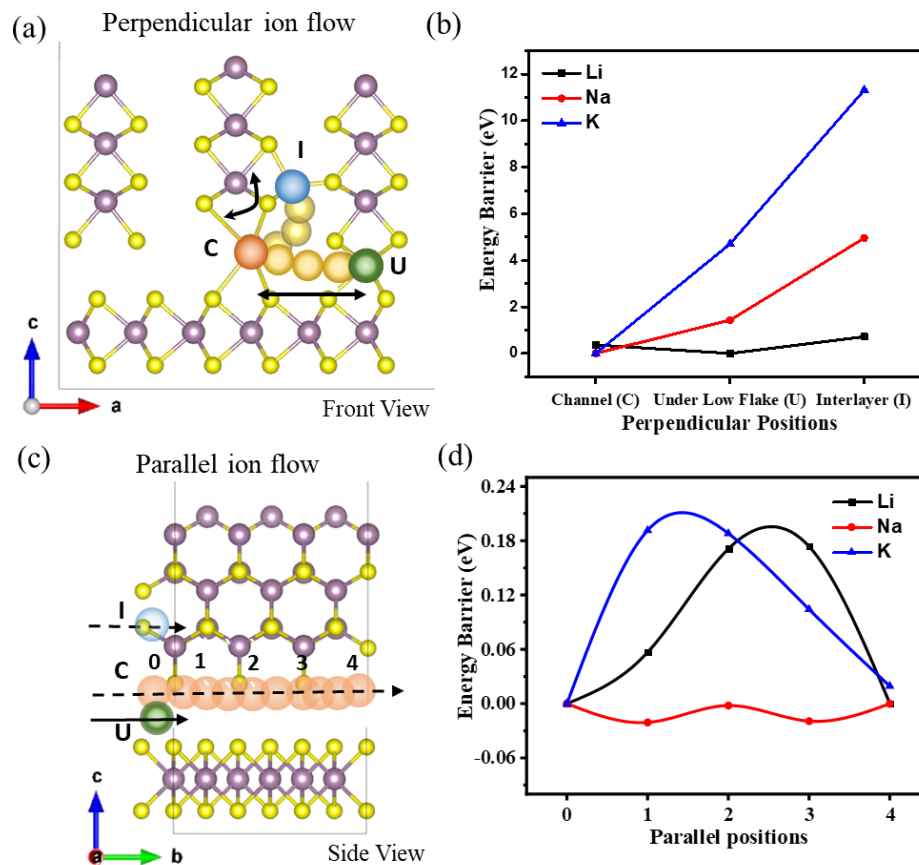 (a)
Perpendicular ion flow
I
C
U
c
a
Front View
(b)
Li
Na
K
Energy Barrier (eV)
12
10
8
6
4
2
0
Channel (C)
Under Low Flake (U)
Interlayer (I)
Perpendicular Positions
(c)
Parallel ion flow
I
0 1 2 3 4
C
U
c
a
b
Side View
(d)
Li
Na
K
Energy Barrier (eV)
0.24
0.18
0.12
0.06
0.00
-0.06
0 1 2 3 4
Parallel positions